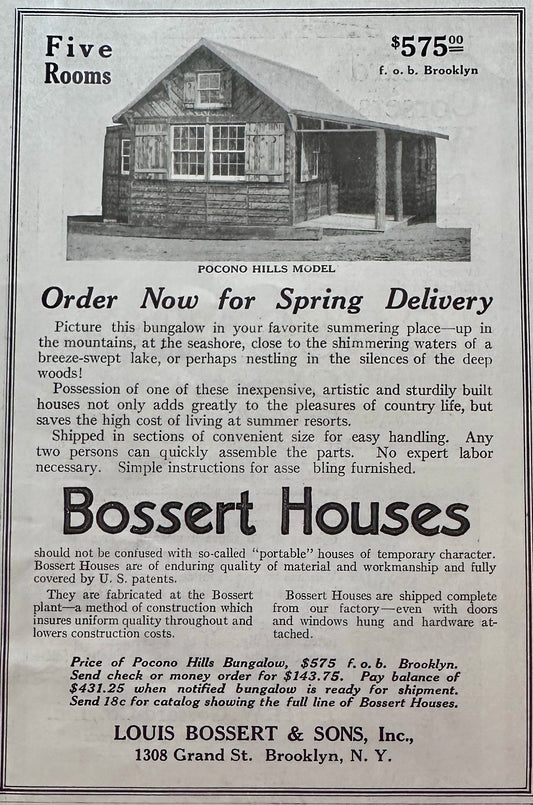 Five
Rooms
$575.00
f. o. b. Brooklyn
POCONO HILLS MODEL
Order Now for Spring Delivery
Picture this bungalow in your favorite summering place—up in
the mountains, at the seashore, close to the shimmering waters of a
breeze-swept lake, or perhaps nestling in the silences of the deep
woods!
Possession of one of these inexpensive, artistic and sturdily built
houses not only adds greatly to the pleasures of country life, but
saves the high cost of living at summer resorts.
Shipped in sections of convenient size for easy handling. Any
two persons can quickly assemble the parts. No expert labor
necessary. Simple instructions for asse bling furnished.
Bossert Houses
should not be confused with so-called "portable" houses of temporary character.
Bossert Houses are of enduring quality of material and workmanship and fully
covered by U. S. patents.
They are fabricated at the Bossert
plant—a method of construction which
insures uniform quality throughout and
lowers construction costs.
Bossert Houses are shipped complete
from our factory—even with doors
and windows hung and hardware at-
tached.
Price of Pocono Hills Bungalow, $575 f. o. b. Brooklyn.
Send check or money order for $143.75. Pay balance of
$431.25 when notified bungalow is ready for shipment.
Send 18c for catalog showing the full line of Bossert Houses.
LOUIS BOSSERT & SONS, Inc.,
1308 Grand St. Brooklyn, N. Y.